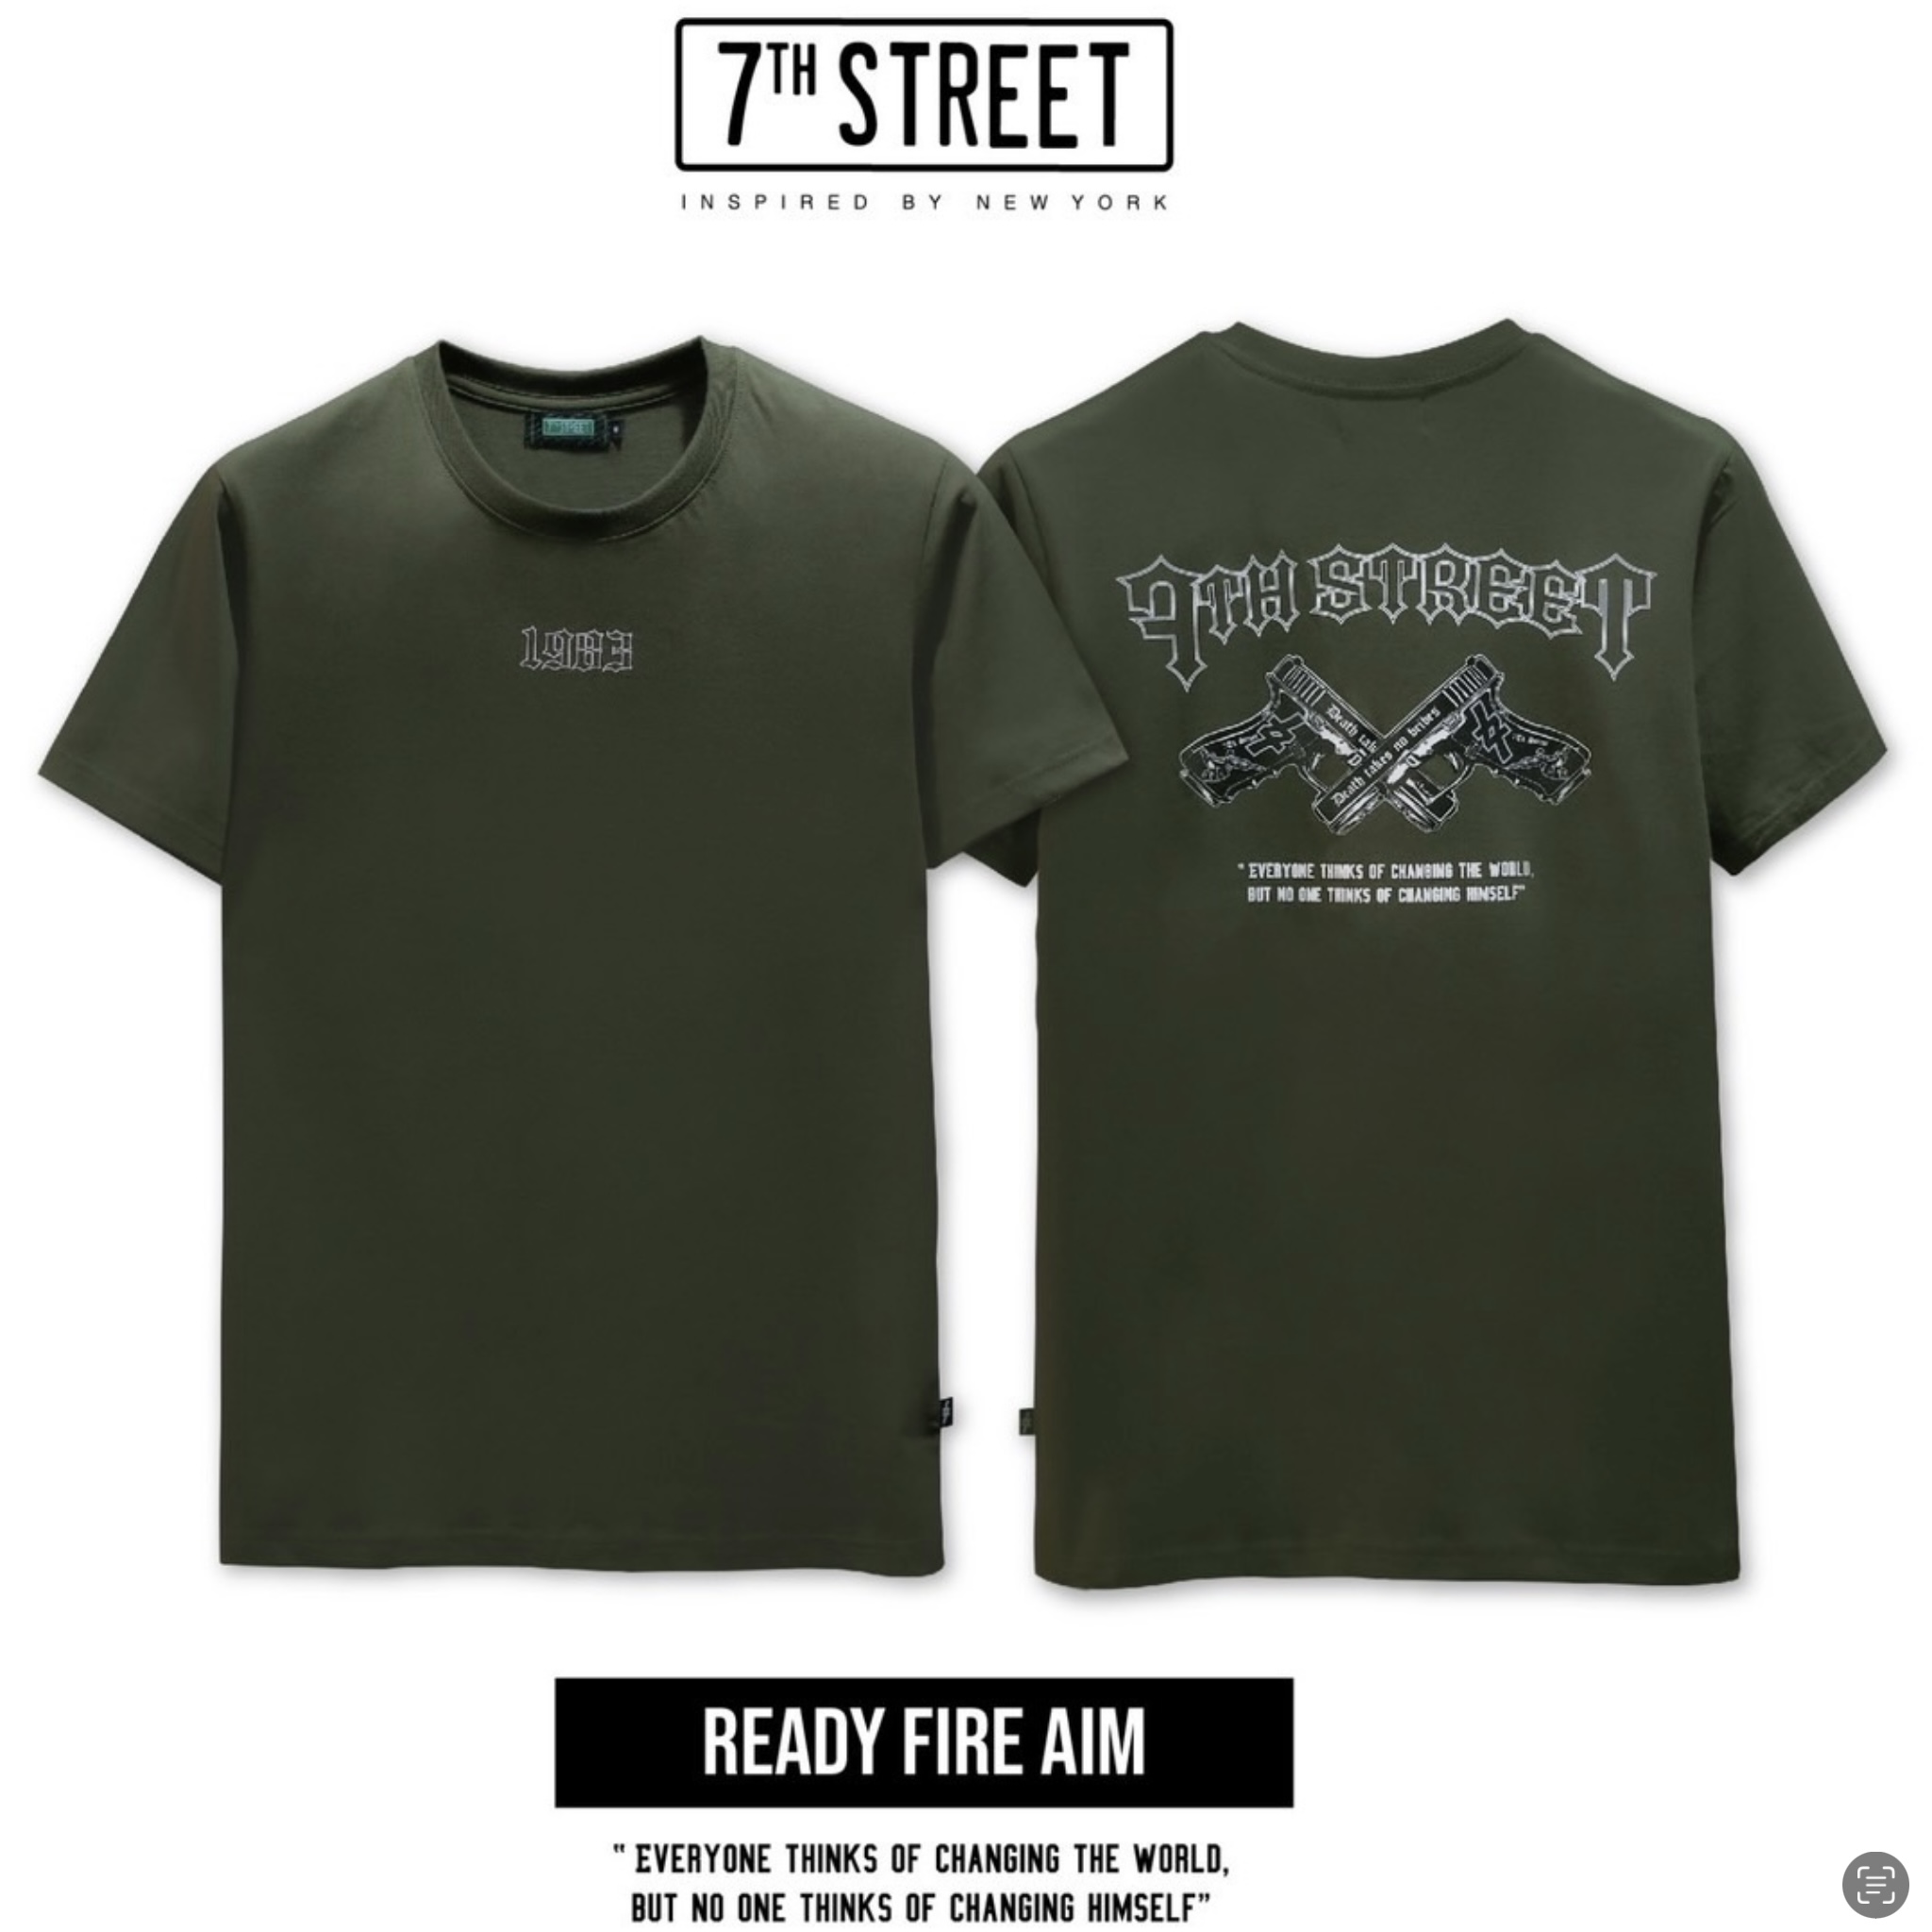 7TH STREET
INSPIRED BY NEW YORK
7TH STREET
1983
7TH STREET
Death takes no bribes
" EVERYONE THINKS OF CHANGING THE WORLD,
BUT NO ONE THINKS OF CHANGING HIMSELF"
READY FIRE AIM
" EVERYONE THINKS OF CHANGING THE WORLD,
BUT NO ONE THINKS OF CHANGING HIMSELF"